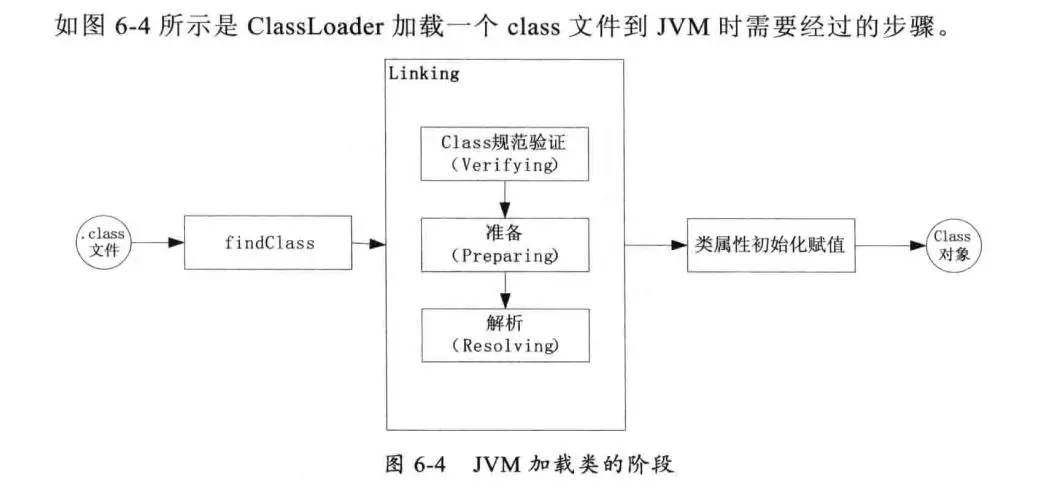 如图 6-4 所示是 ClassLoader 加载一个 class 文件到 JVM 时需要经过的步骤。
Linking
Class规范验证
(Verifying)
.class
文件
findClass
准备
(Preparing)
类属性初始化赋值
Class
对象
解析
(Resolving)
图 6-4 JVM 加载类的阶段